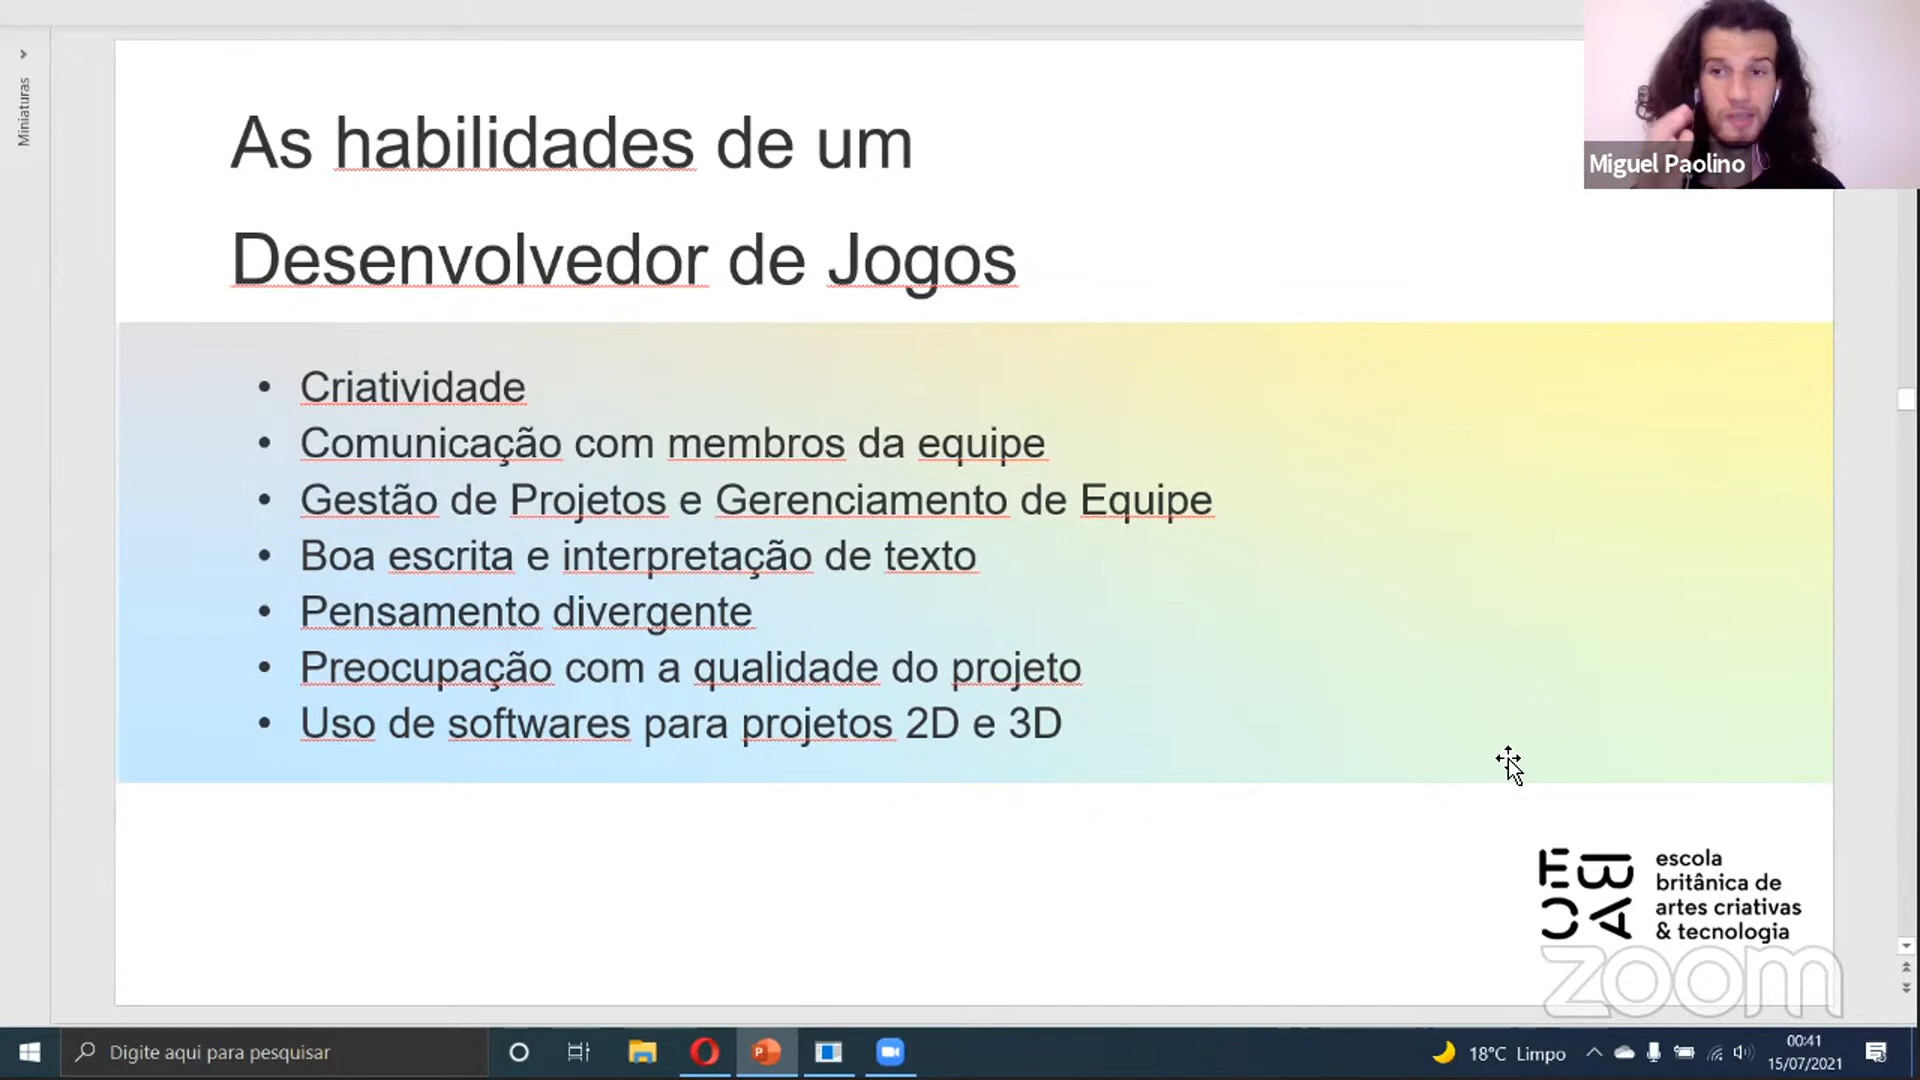 Miniaturas
As habilidades de um
Desenvolvedor de Jogos
Miguel Paolino
• Criatividade
• Comunicação com membros da equipe
• Gestão de Projetos e Gerenciamento de Equipe
• Boa escrita e interpretação de texto
• Pensamento divergente
• Preocupação com a qualidade do projeto
• Uso de softwares para projetos 2D e 3D
EBAC
escola
britânica de
artes criativas
& tecnologia
zoom
Digite aqui para pesquisar
18°C Limpo
00:41
15/07/2021